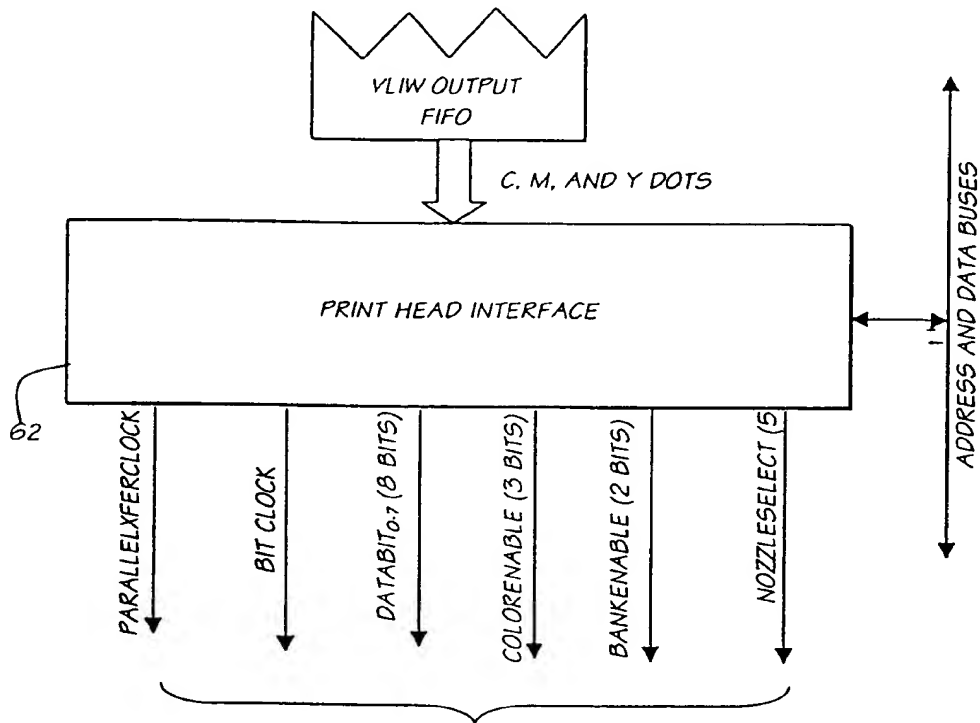 VLIW OUTPUT
FIFO
C, M, AND Y DOTS
PRINT HEAD INTERFACE
ADDRESS AND DATA BUSES
62
PARALLELXFERCLOCK
BIT CLOCK
DATABIT0-7 (8 BITS)
COLORENABLE (3 BITS)
BANKENABLE (2 BITS)
NOZZLESELECT (5